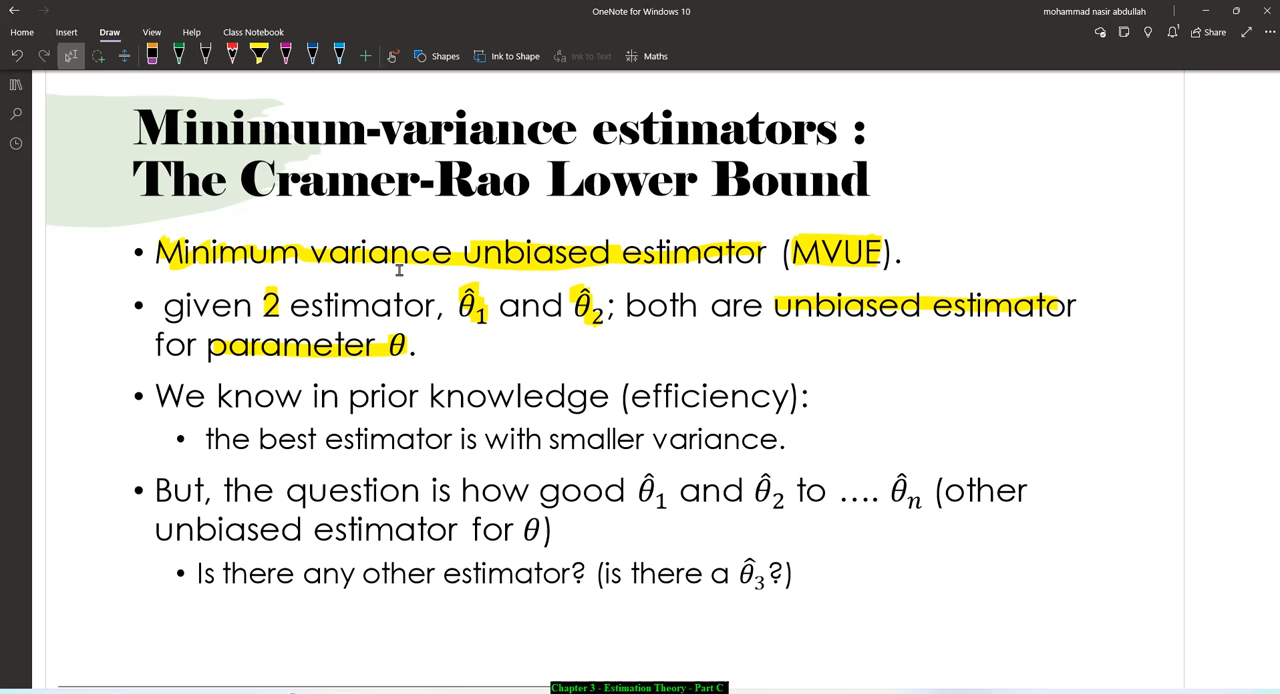 OneNote for Windows 10
mohammad nasir abdullah
Home Insert Draw View Help Class Notebook
Share
Shapes Ink to Shape Ink to Text Maths
Minimum-variance estimators :
The Cramer-Rao Lower Bound
• Minimum variance unbiased estimator (MVUE).
• given 2 estimator, θ̂₁ and θ̂₂; both are unbiased estimator
for parameter θ.
• We know in prior knowledge (efficiency):
• the best estimator is with smaller variance.
• But, the question is how good θ̂₁ and θ̂₂ to .... θ̂ₙ (other
unbiased estimator for θ)
• Is there any other estimator? (is there a θ̂₃?)
Chapter 3 - Estimation Theory - Part C